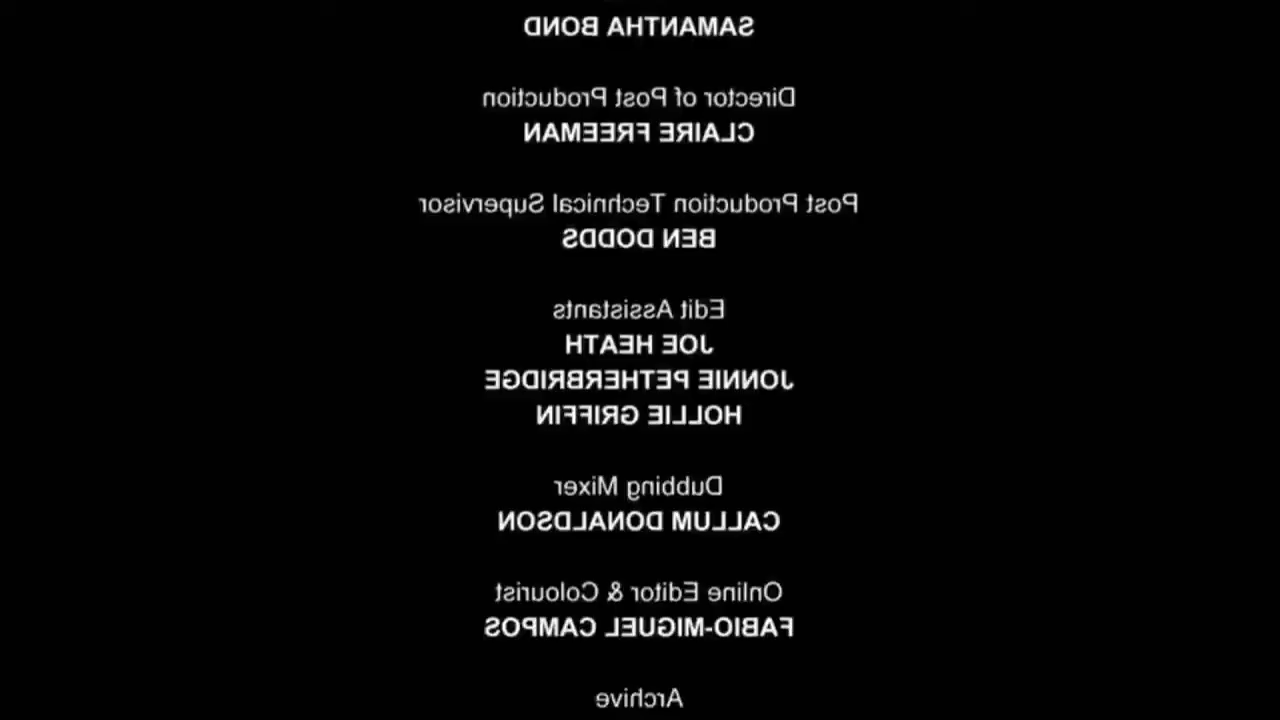 SAMANTHA BOND
Director of Post Production
CLAIRE FREEMAN
Post Production Technical Supervisor
BEN DODDS
Edit Assistants
JOE HEATH
JONNIE PETHERBRIDGE
HOLLIE GRIFFIN
Dubbing Mixer
CALLUM DONALDSON
Online Editor & Colourist
FABIO-MIGUEL CAMPOS
Archive